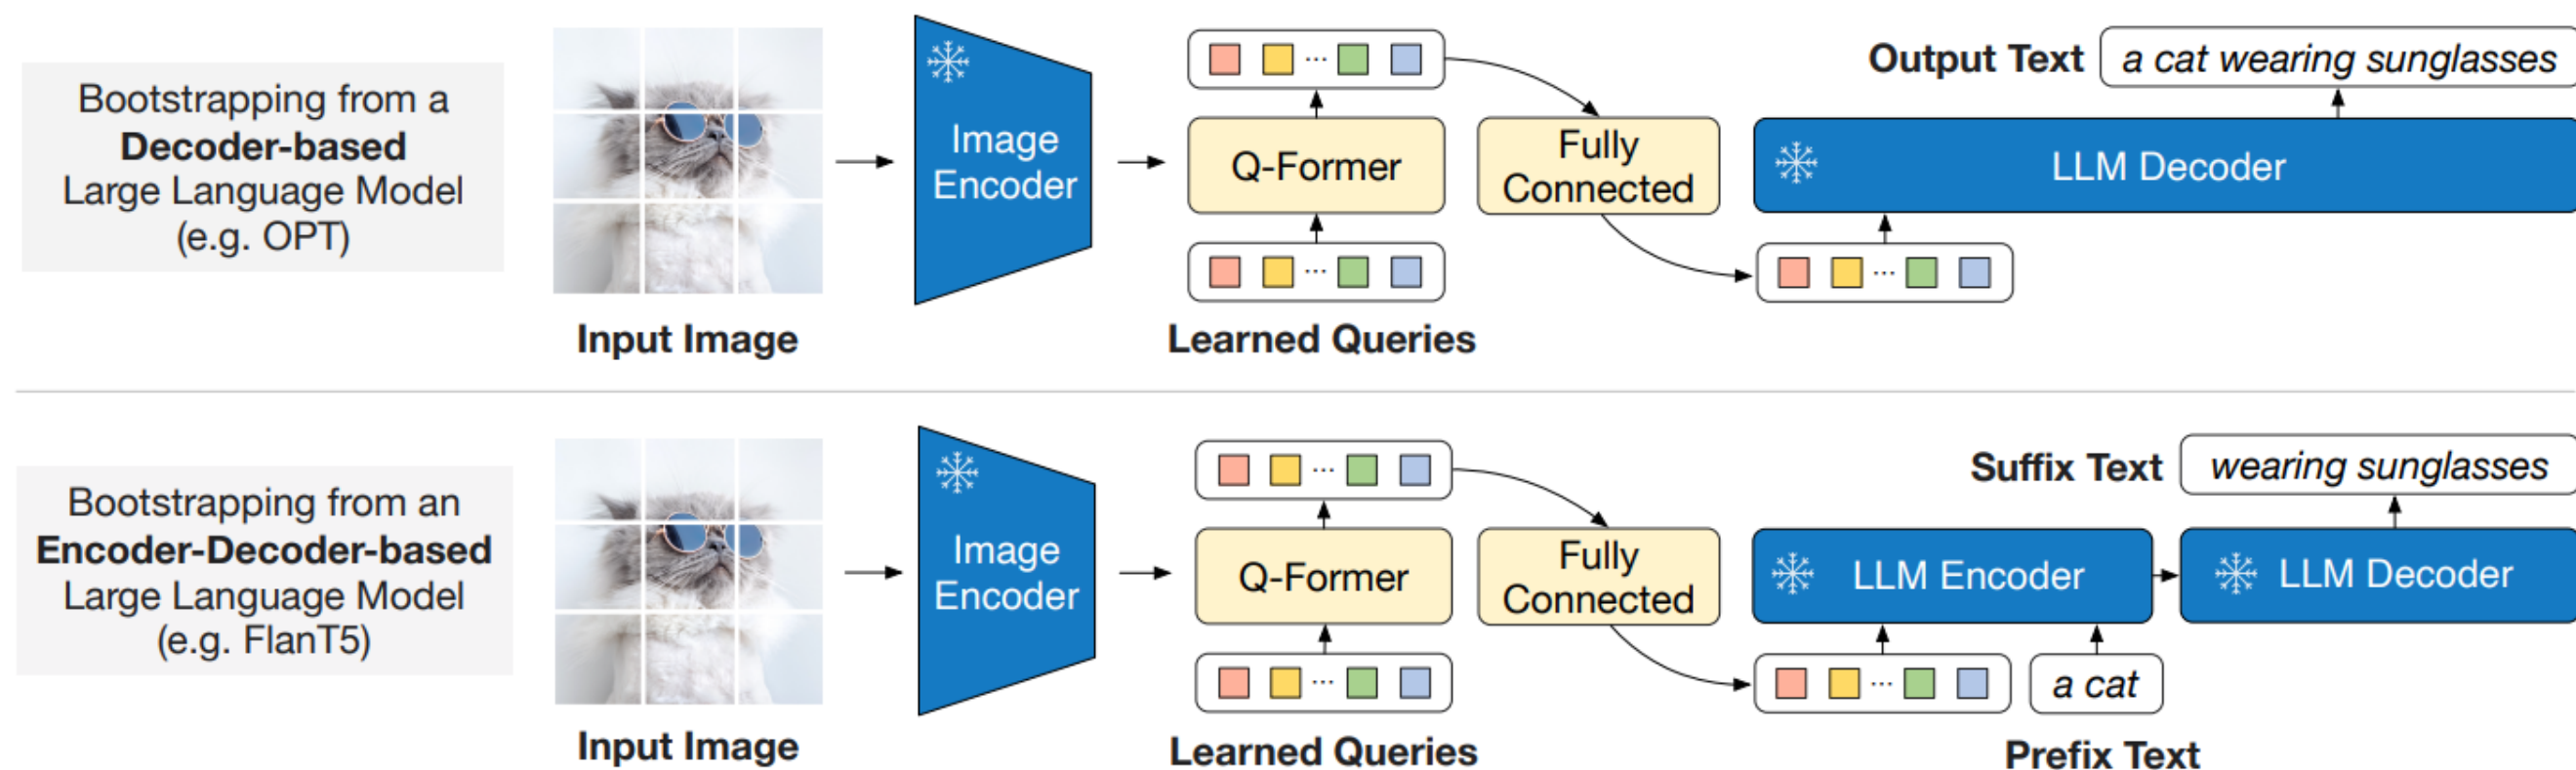 Bootstrapping from a
Decoder-based
Large Language Model
(e.g. OPT)
Input Image
Image
Encoder
Q-Former
Learned Queries
Fully
Connected
Output Text
a cat wearing sunglasses
LLM Decoder
Bootstrapping from an
Encoder-Decoder-based
Large Language Model
(e.g. FlanT5)
Input Image
Image
Encoder
Q-Former
Learned Queries
Fully
Connected
Suffix Text
wearing sunglasses
LLM Encoder
LLM Decoder
a cat
Prefix Text